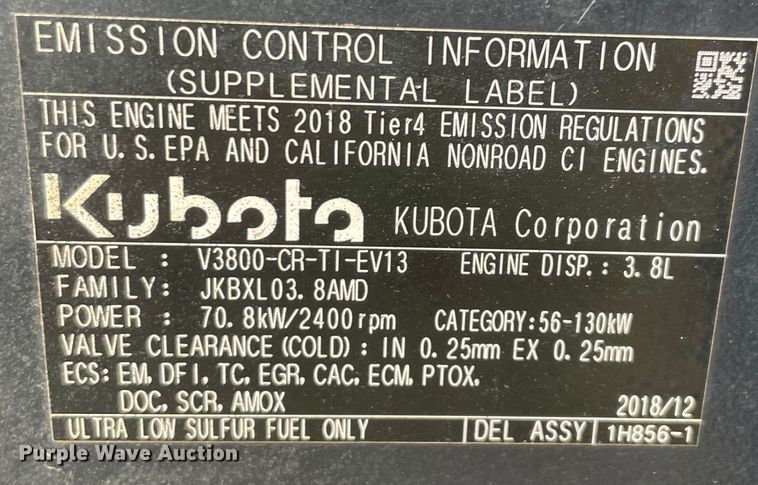 EMISSION CONTROL INFORMATION
(SUPPLEMENTAL LABEL)
THIS ENGINE MEETS 2018 Tier4 EMISSION REGULATIONS
FOR U.S.EPA AND CALIFORNIA NONROAD CI ENGINES.
Kubota KUBOTA Corporation
MODEL : V3800-CR-TI-EV13 ENGINE DISP.: 3.8L
FAMILY: JKBXL03.8AMD
POWER : 70.8kW/2400rpm CATEGORY:56-130kW
VALVE CLEARANCE(COLD): IN 0.25mm EX 0.25mm
ECS: EM, DFI, TC, EGR, CAC, ECM, PTOX,
DOC, SCR, AMOX 2018/12
ULTRA LOW SULFUR FUEL ONLY DEL ASSY 1H856-1
Purple Wave Auction